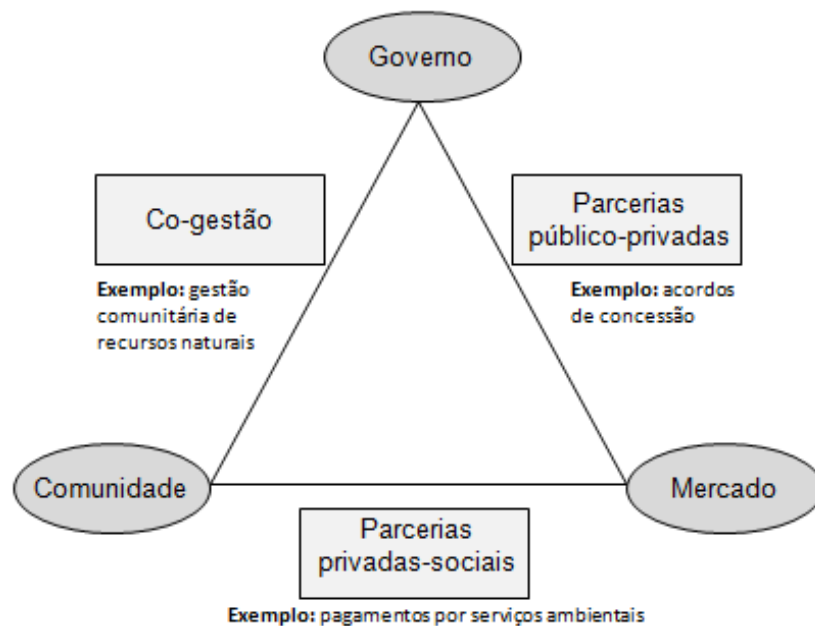 Governo
Co-gestão
Exemplo: gestão
comunitária de
recursos naturais
Parcerias
público-privadas
Exemplo: acordos
de concessão
Comunidade
Mercado
Parcerias
privadas-sociais
Exemplo: pagamentos por serviços ambientais